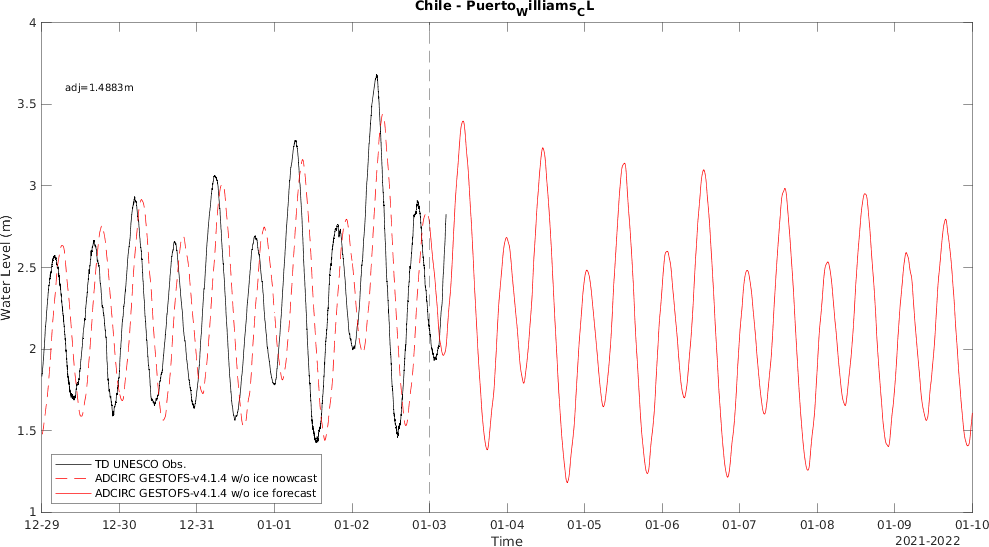 Chile - PuertoWilliamsCL
4
adj=1.4883m
3.5
3
2.5
2
1.5
1
Water Level (m)
TD UNESCO Obs.
ADCIRC GESTOFS-v4.1.4 w/o ice nowcast
ADCIRC GESTOFS-v4.1.4 w/o ice forecast
12-29 12-30 12-31 01-01 01-02 01-03 01-04 01-05 01-06 01-07 01-08 01-09 01-10
Time
2021-2022